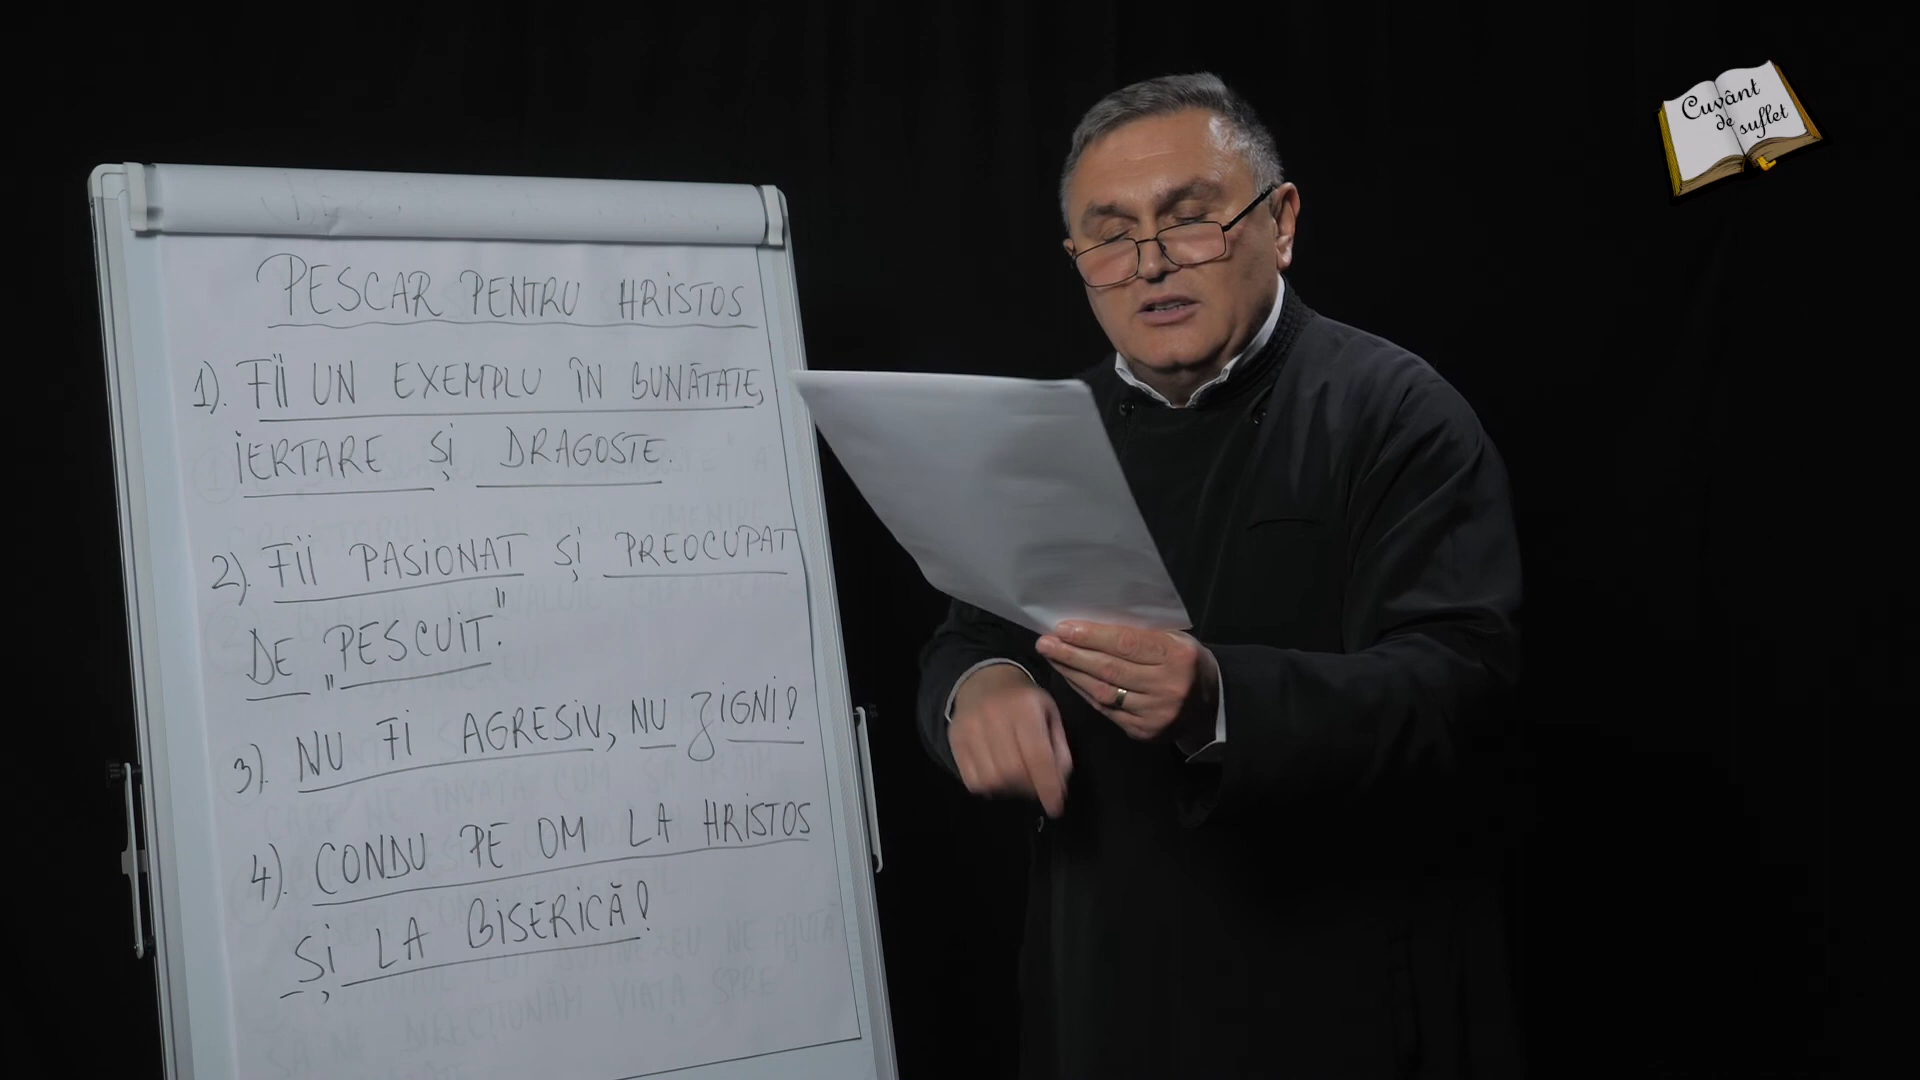 PESCAR PENTRU HRISTOS
1). FII UN EXEMPLU ÎN BUNĂTATE,
IERTARE ȘI DRAGOSTE.
2). FII PASIONAT ȘI PREOCUPAT
DE „PESCUIT".
3). NU FI AGRESIV, NU JIGNI!
4). CONDU PE OM LA HRISTOS
ȘI LA BISERICĂ!
Cuvânt
de suflet